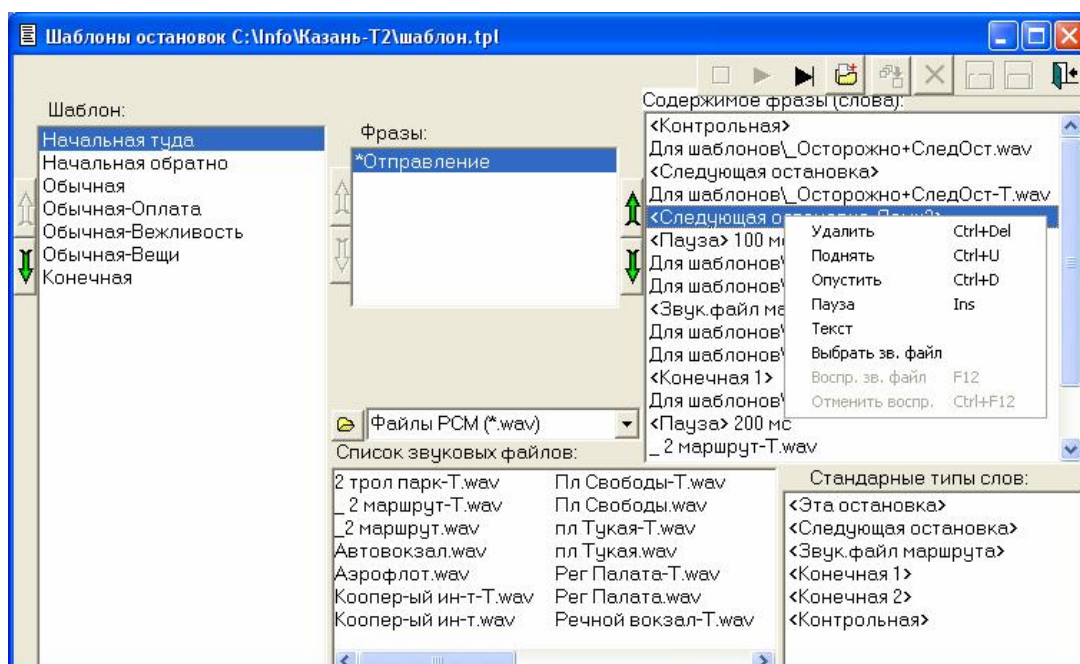 Шаблоны остановок C:\Info\Казань-Т2\шаблон.tpl
Шаблон:
Начальная туда
Начальная обратно
Обычная
Обычная-Оплата
Обычная-Вежливость
Обычная-Вещи
Конечная
Фразы:
*Отправление
Содержимое фразы (слова):
<Контрольная>
Для шаблонов\_Осторожно+СледОст.wav
<Следующая остановка>
Для шаблонов\_Осторожно+СледОст-Т.wav
<Следующая
<Пауза> 100
Для шаблонов
Для шаблонов
<Звук.файл
Для шаблонов
Для шаблонов
<Конечная 1>
Для шаблонов
<Пауза> 200 мс
_ 2 маршрут-Т.wav
Удалить Ctrl+Del
Поднять Ctrl+U
Опустить Ctrl+D
Пауза Ins
Текст
Выбрать зв. файл
Воспр. зв. файл F12
Отменить воспр. Ctrl+F12
Файлы PCM (*.wav)
Список звуковых файлов:
2 трол парк-Т.wav Пл Свободы-Т.wav
_ 2 маршрут-Т.wav Пл Свободы.wav
_2 маршрут.wav пл Тукая-Т.wav
Автовокзал.wav пл Тукая.wav
Аэрофлот.wav Рег Палата-Т.wav
Коопер-ый ин-т-Т.wav Рег Палата.wav
Коопер-ый ин-т.wav Речной вокзал-Т.wav
Стандарные типы слов:
<Эта остановка>
<Следующая остановка>
<Звук.файл маршрута>
<Конечная 1>
<Конечная 2>
<Контрольная>